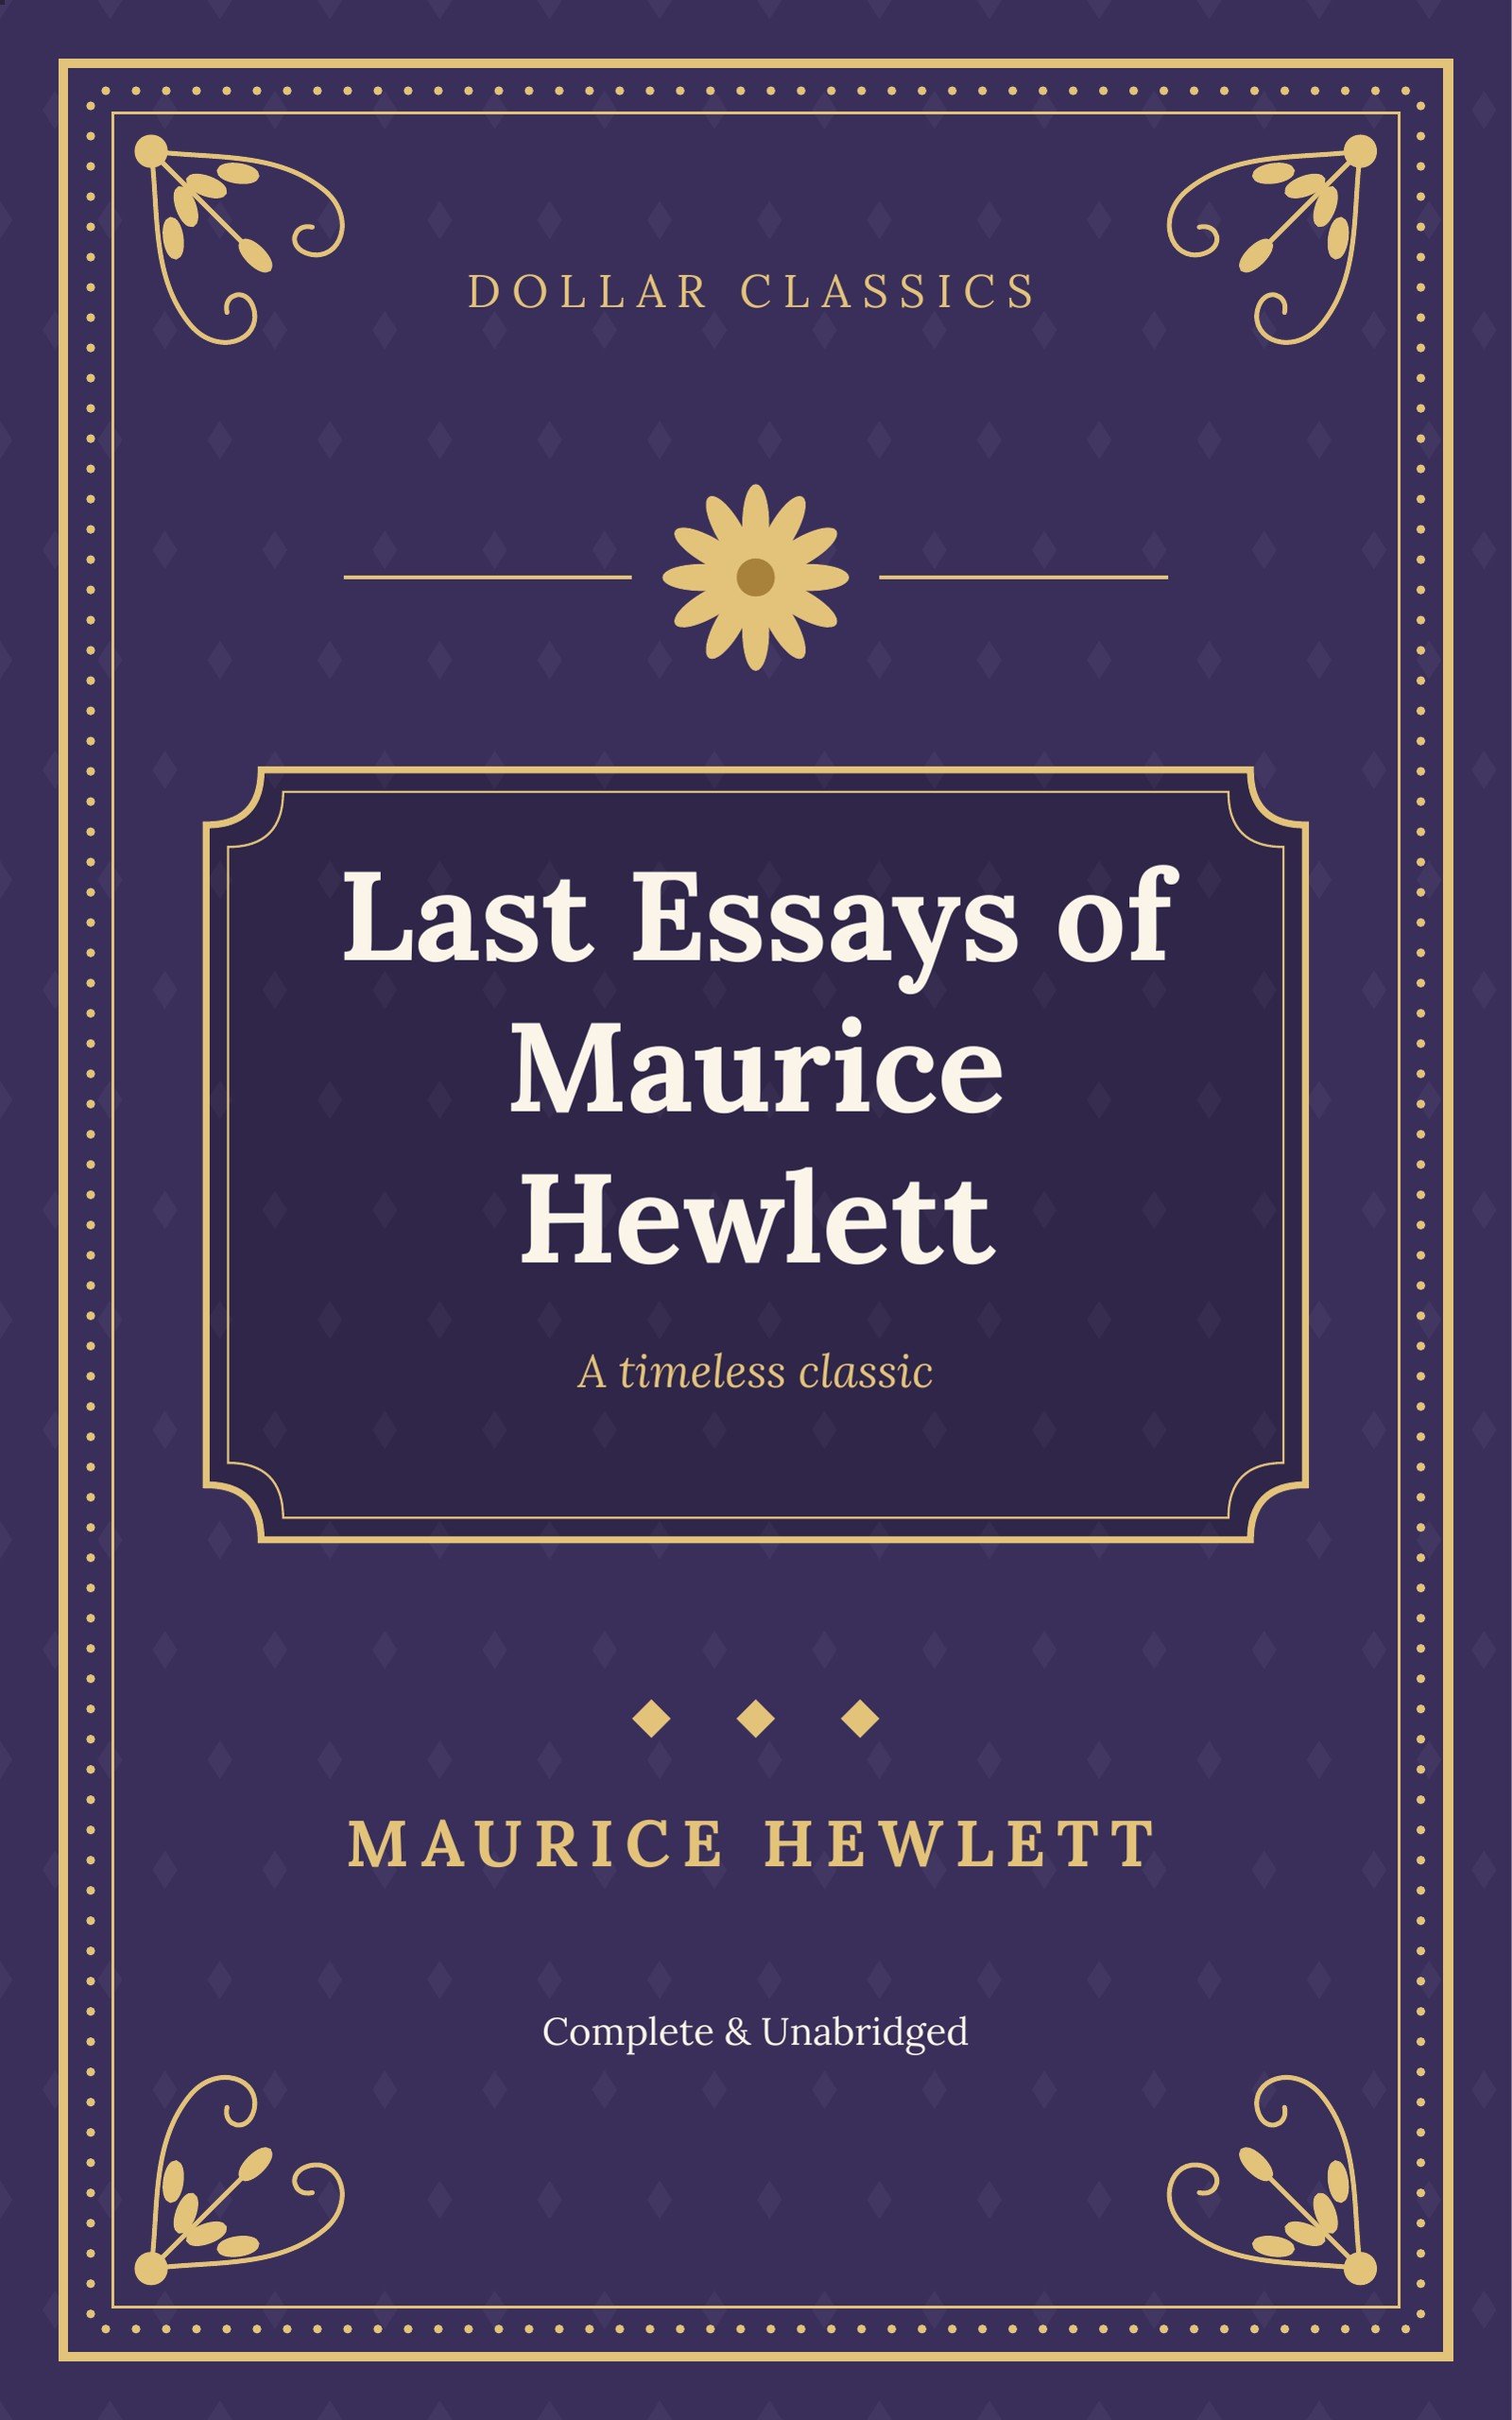 DOLLAR CLASSICS
Last Essays of
Maurice
Hewlett
A timeless classic
MAURICE HEWLETT
Complete & Unabridged